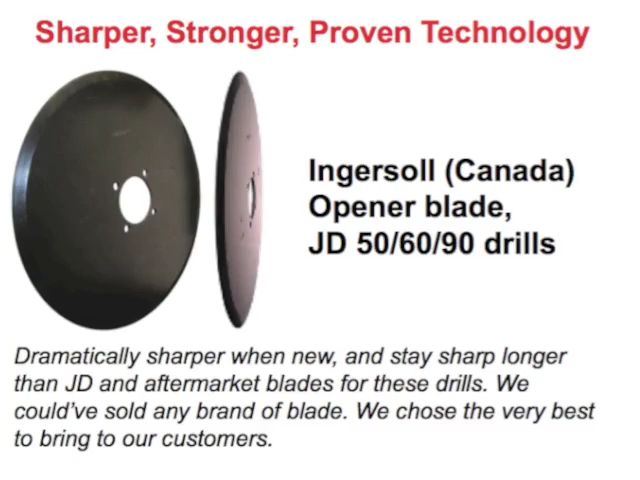 Sharper, Stronger, Proven Technology
Ingersoll (Canada)
Opener blade,
JD 50/60/90 drills
Dramatically sharper when new, and stay sharp longer
than JD and aftermarket blades for these drills. We
could've sold any brand of blade. We chose the very best
to bring to our customers.